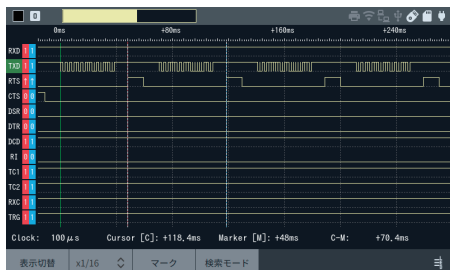 0
0ms +80ms +160ms +240ms
RXD 1 1
TXD 1 1
RTS ↑ ↑
CTS 0 0
DSR 0 0
DTR 0 0
DCD 1 1
RI 0 0
TC1 1 1
TC2 1 1
RXC 1 1
TRG 1 1
Clock: 100μs Cursor [C]: +118.4ms Marker [M]: +48ms C-M: +70.4ms
表示切替 x1/16 マーク 検索モード